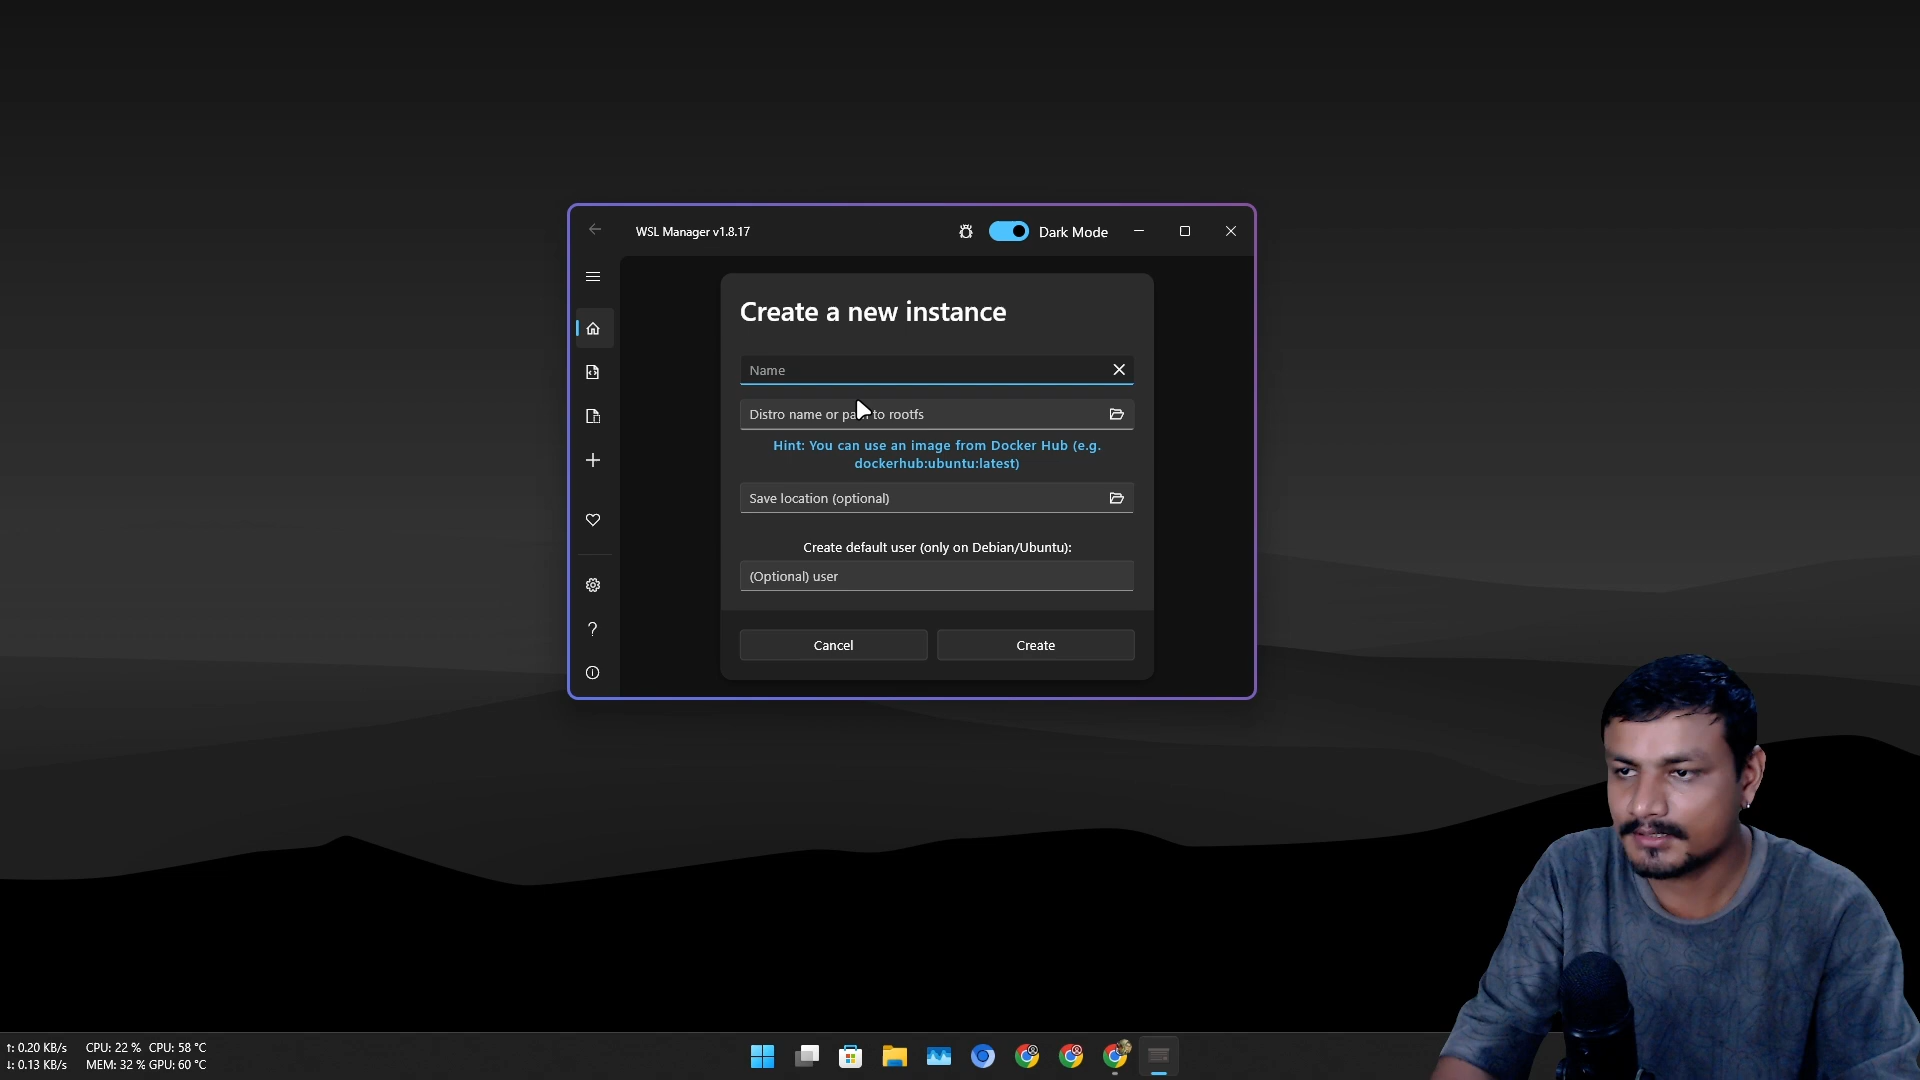 WSL Manager v1.8.17
Dark Mode
Create a new instance
Name
Distro name or pa to rootfs
Hint: You can use an image from Docker Hub (e.g.
dockerhub:ubuntu:latest)
Save location (optional)
Create default user (only on Debian/Ubuntu):
(Optional) user
Cancel
Create
↑: 0.20 KB/s CPU: 22 % CPU: 58 °C
↓: 0.13 KB/s MEM: 32 % GPU: 60 °C